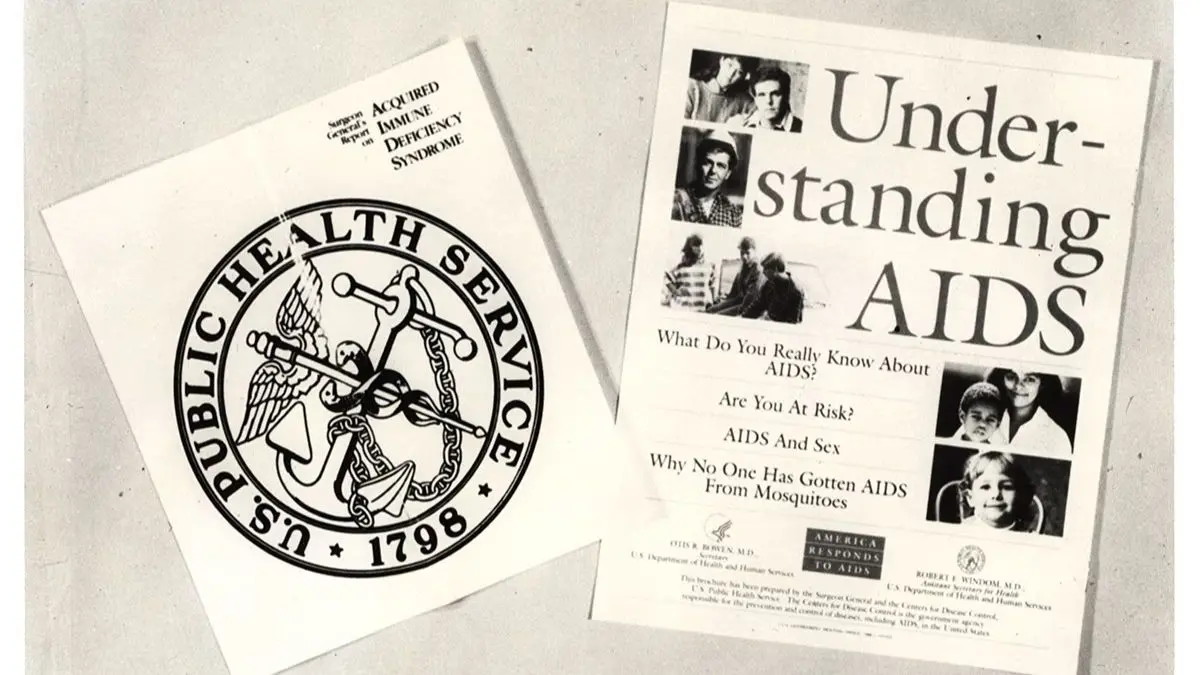 Surgeon
General's
Report
on
ACQUIRED
IMMUNE
DEFICIENCY
SYNDROME
U.S. PUBLIC HEALTH SERVICE
1798
Under-
standing
AIDS
What Do You Really Know About
AIDS?
Are You At Risk?
AIDS And Sex
Why No One Has Gotten AIDS
From Mosquitoes
OTIS R. BOWEN, M.D.,
Secretary
U.S. Department of Health and Human Services
AMERICA
RESPONDS
TO AIDS
ROBERT E. WINDOM, M.D.,
Assistant Secretary for Health
U.S. Department of Health and Human Services
This brochure has been prepared by the Surgeon General and the Centers for Disease Control,
U.S. Public Health Service. The Centers for Disease Control is the government agency
responsible for the prevention and control of diseases, including AIDS, in the United States